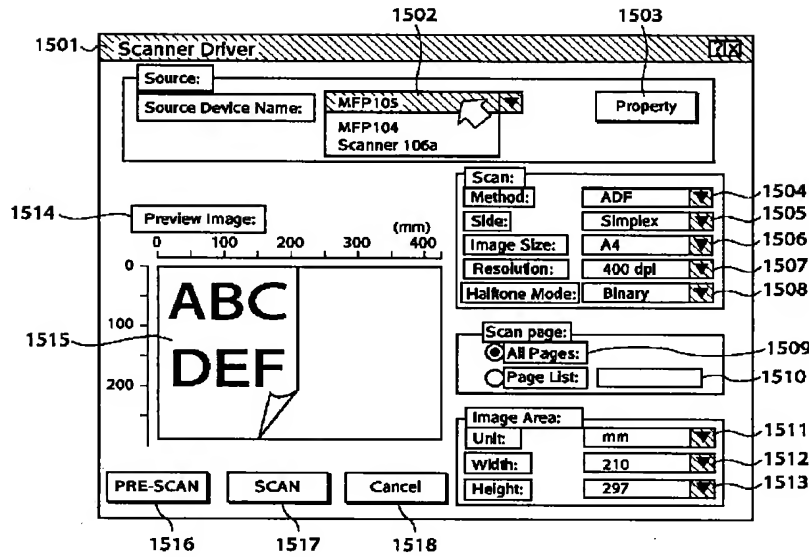 1502
1503
1501
Scanner Driver
? X
Source:
Source Device Name:
MFP105
Property
MFP104
Scanner 106a
Scan:
Method:
ADF
1504
Side:
Simplex
1505
Image Size:
A4
1506
Resolution:
400 dpi
1507
Halftone Mode:
Binary
1508
1514
Preview Image:
(mm)
0 100 200 300 400
0
100
200
1515
ABC
DEF
Scan page:
All Pages:
1509
Page List:
1510
Image Area:
Unit:
mm
1511
Width:
210
1512
Height:
297
1513
PRE-SCAN
SCAN
Cancel
1516
1517
1518